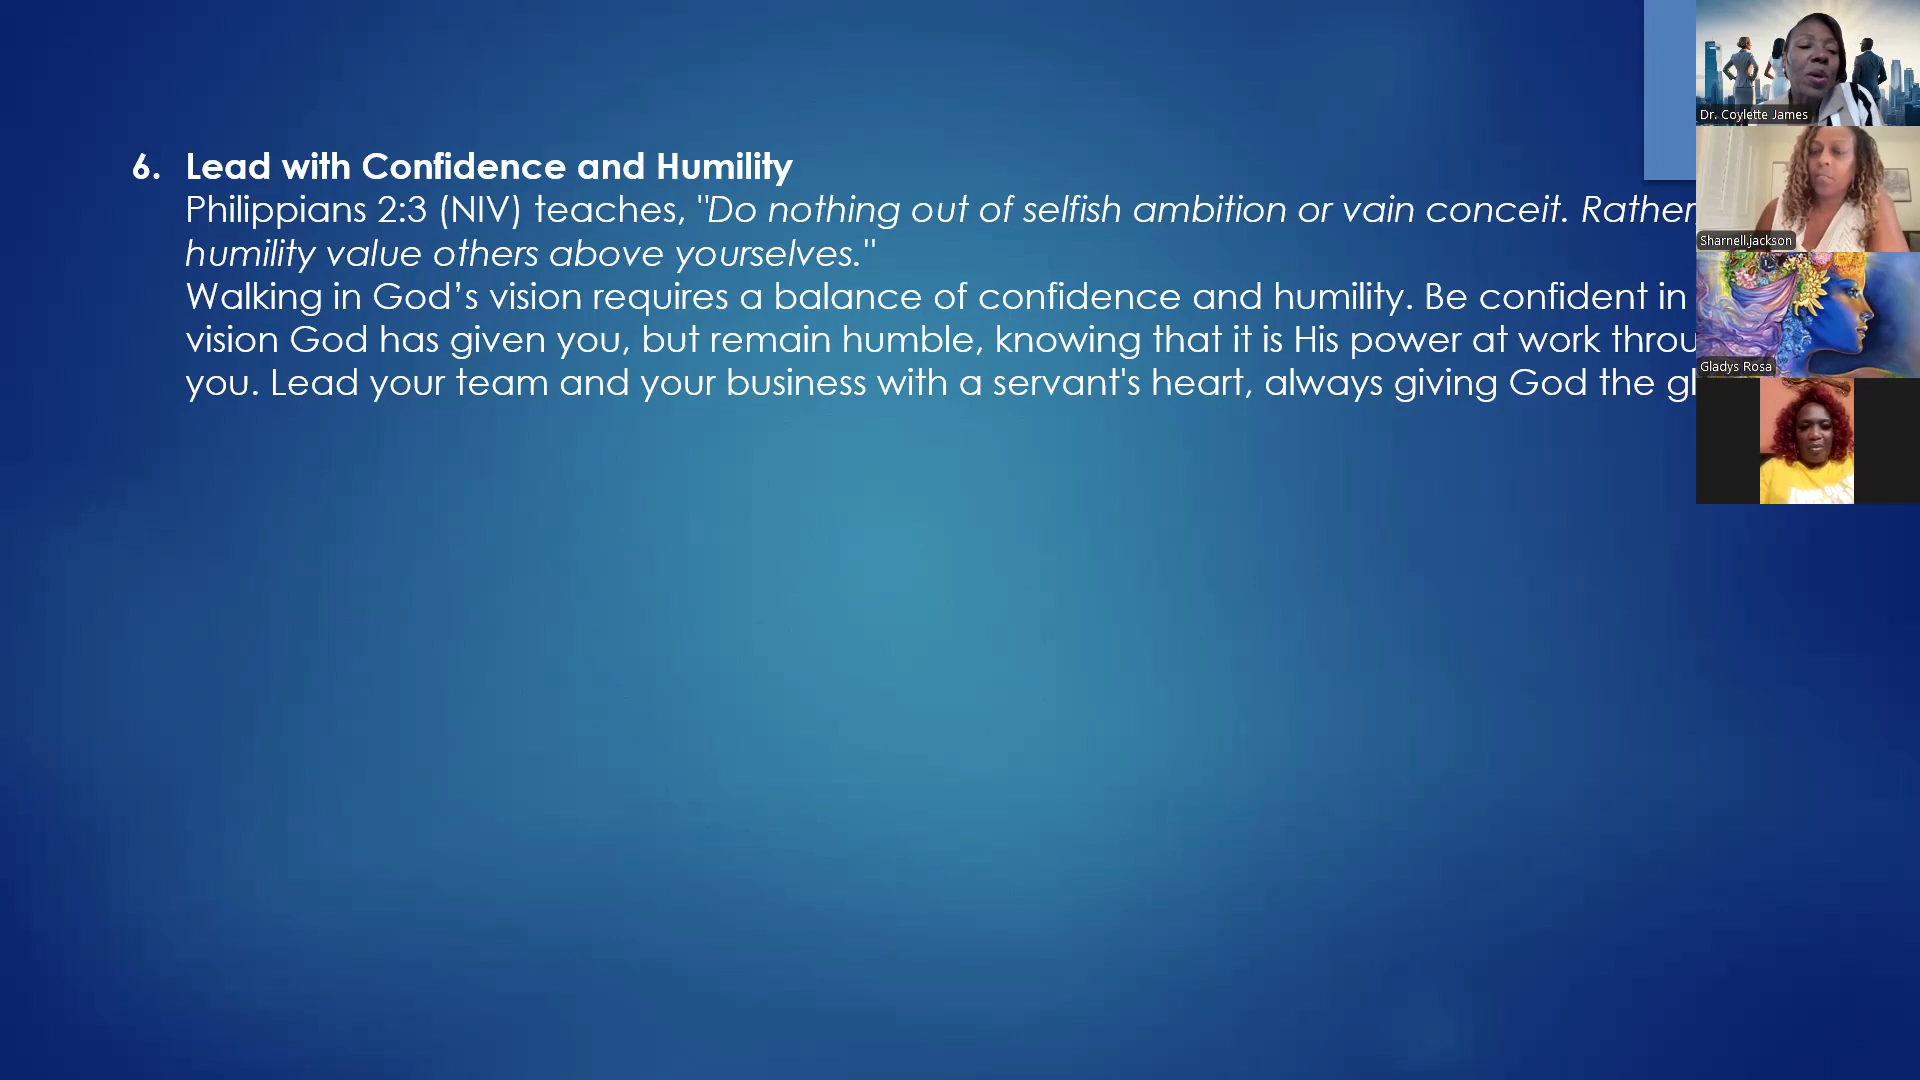 6. Lead with Confidence and Humility
Philippians 2:3 (NIV) teaches, "Do nothing out of selfish ambition or vain conceit. Rather
humility value others above yourselves."
Walking in God’s vision requires a balance of confidence and humility. Be confident in
vision God has given you, but remain humble, knowing that it is His power at work
you. Lead your team and your business with a servant's heart, always giving God the
Dr. Coylette James
Sharnell.jackson
Gladys Rosa